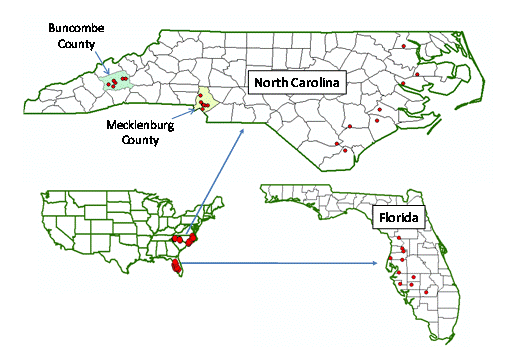 Buncombe
County
North Carolina
Mecklenburg
County
Florida